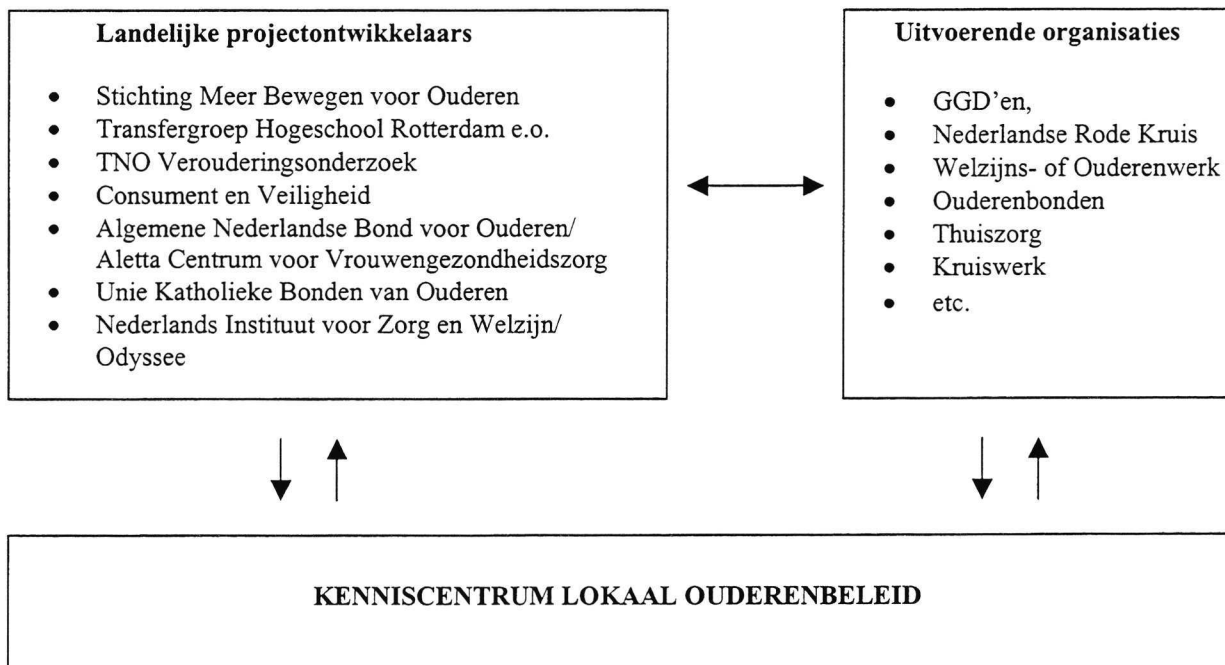 Landelijke projectontwikkelaars
• Stichting Meer Bewegen voor Ouderen
• Transfergroep Hogeschool Rotterdam e.o.
• TNO Verouderingsonderzoek
• Consument en Veiligheid
• Algemene Nederlandse Bond voor Ouderen/
Aletta Centrum voor Vrouwengezondheidszorg
• Unie Katholieke Bonden van Ouderen
• Nederlands Instituut voor Zorg en Welzijn/
Odyssee
Uitvoerende organisaties
• GGD’en,
• Nederlandse Rode Kruis
• Welzijns- of Ouderenwerk
• Ouderenbonden
• Thuiszorg
• Kruiswerk
• etc.
KENNISCENTRUM LOKAAL OUDERENBELEID